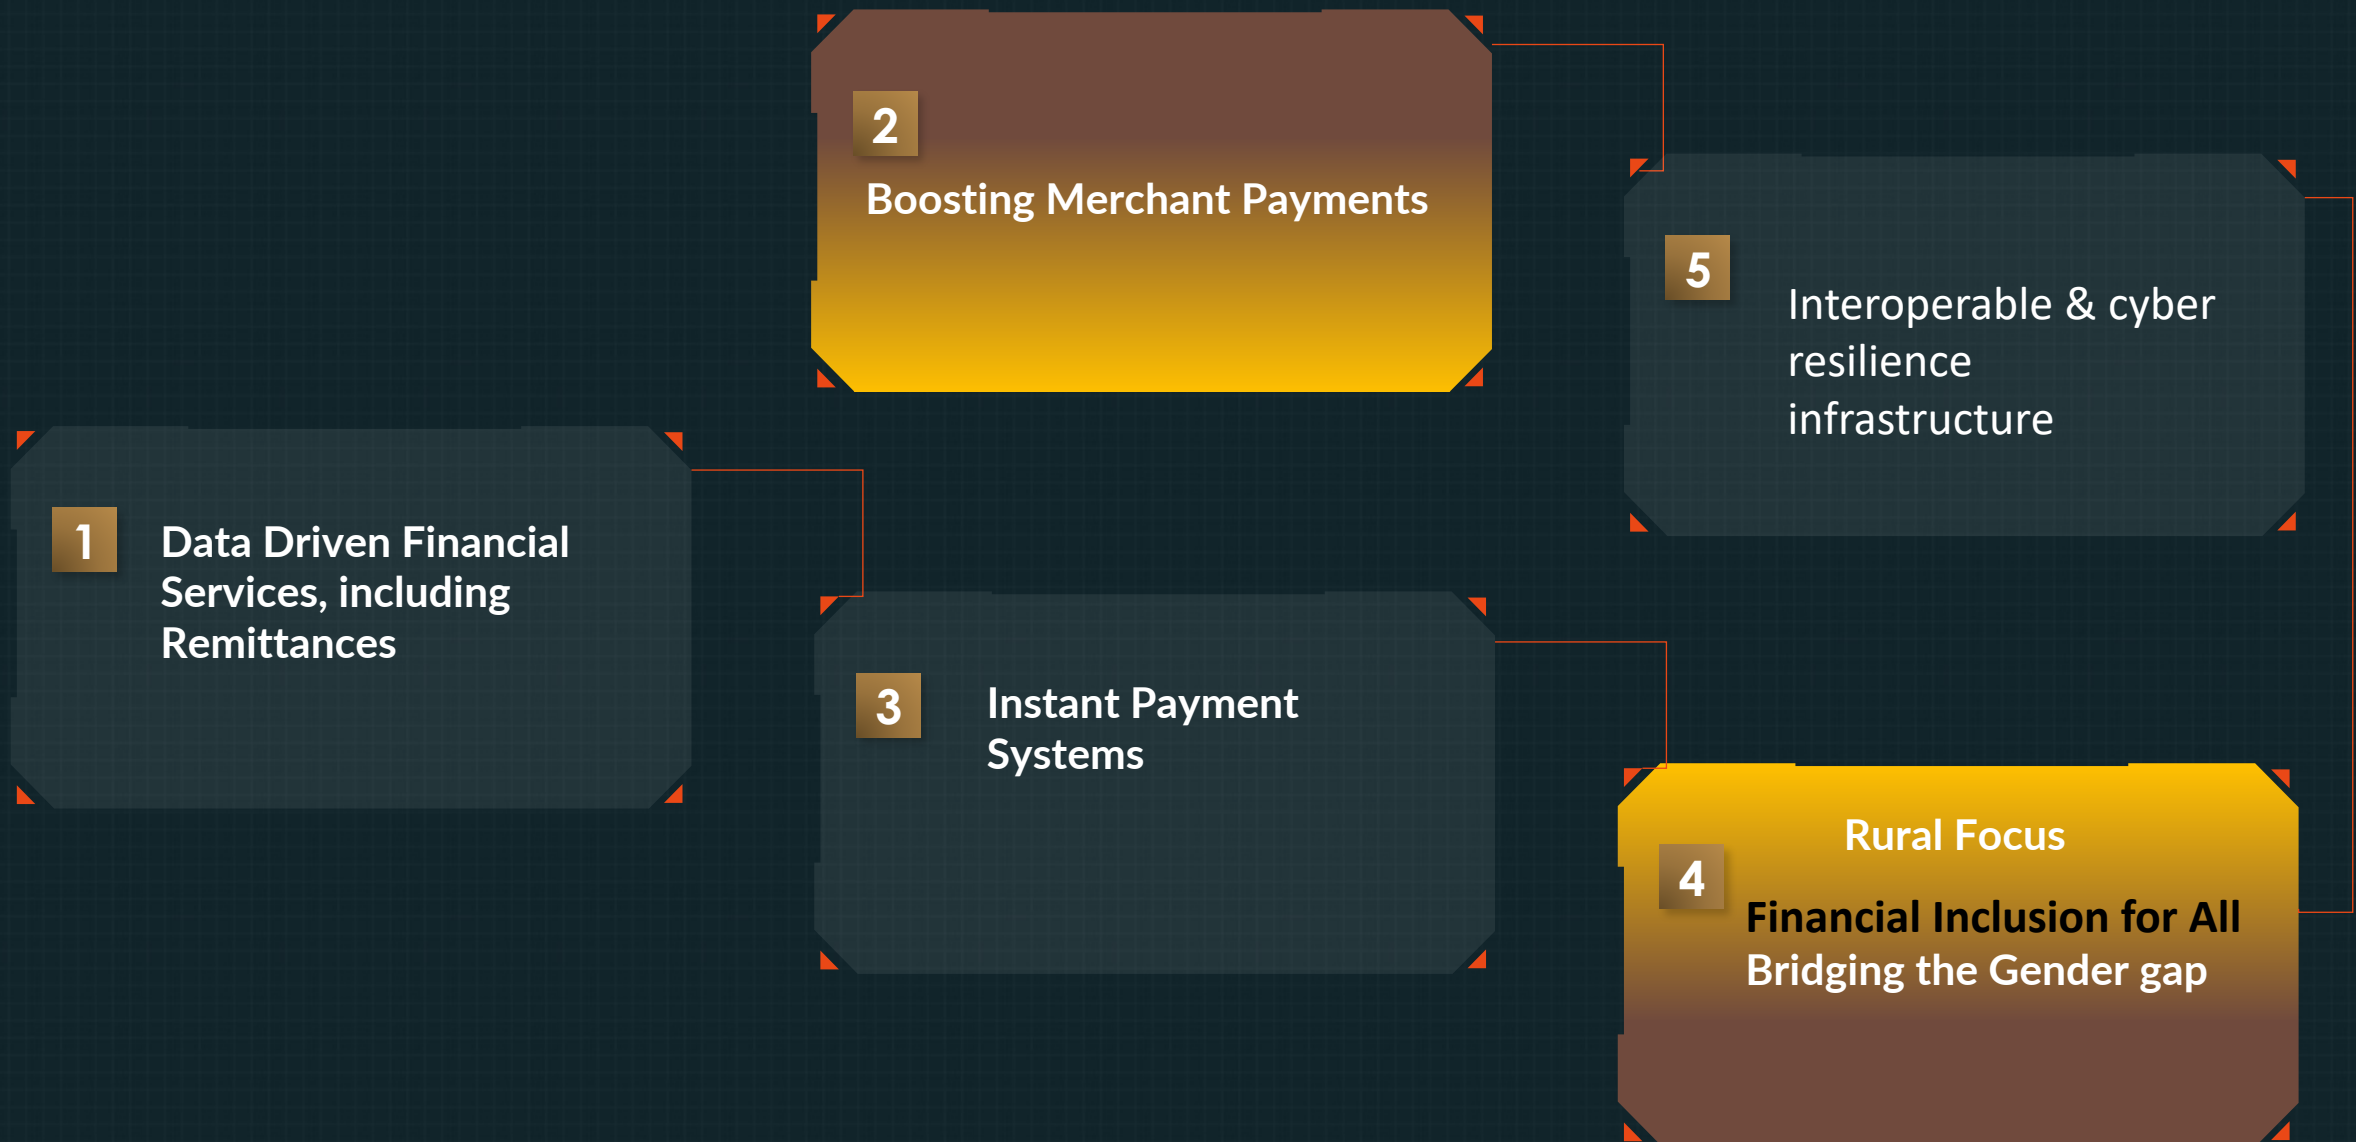 1
Data Driven Financial
Services, including
Remittances
2
Boosting Merchant Payments
3
Instant Payment
Systems
4
Rural Focus
Financial Inclusion for All
Bridging the Gender gap
5
Interoperable & cyber
resilience
infrastructure